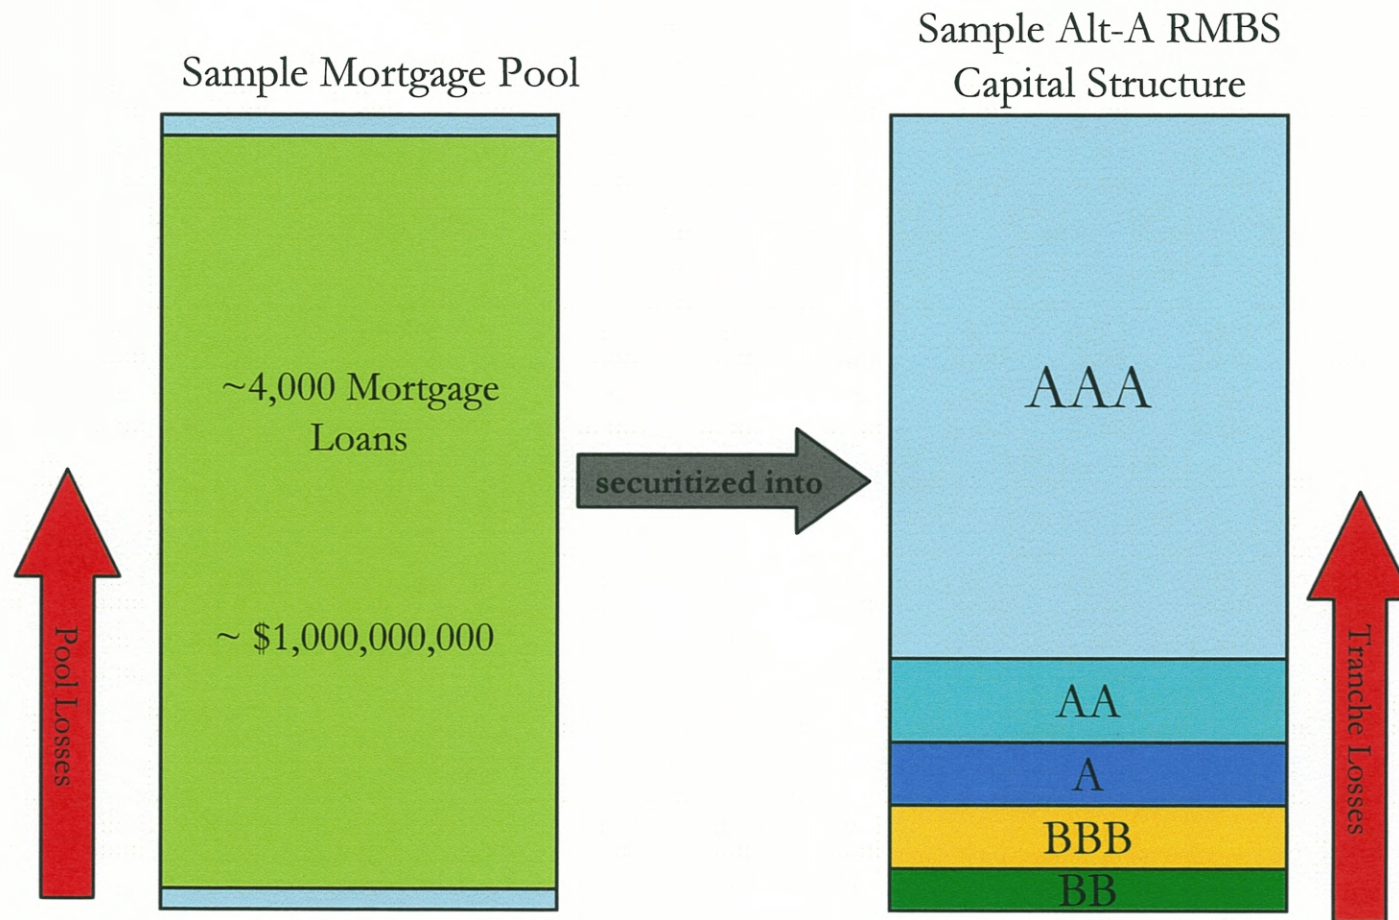 Sample Mortgage Pool
~4,000 Mortgage
Loans
~ $1,000,000,000
Pool Losses
securitized into
Sample Alt-A RMBS
Capital Structure
AAA
AA
A
BBB
BB
Tranche Losses